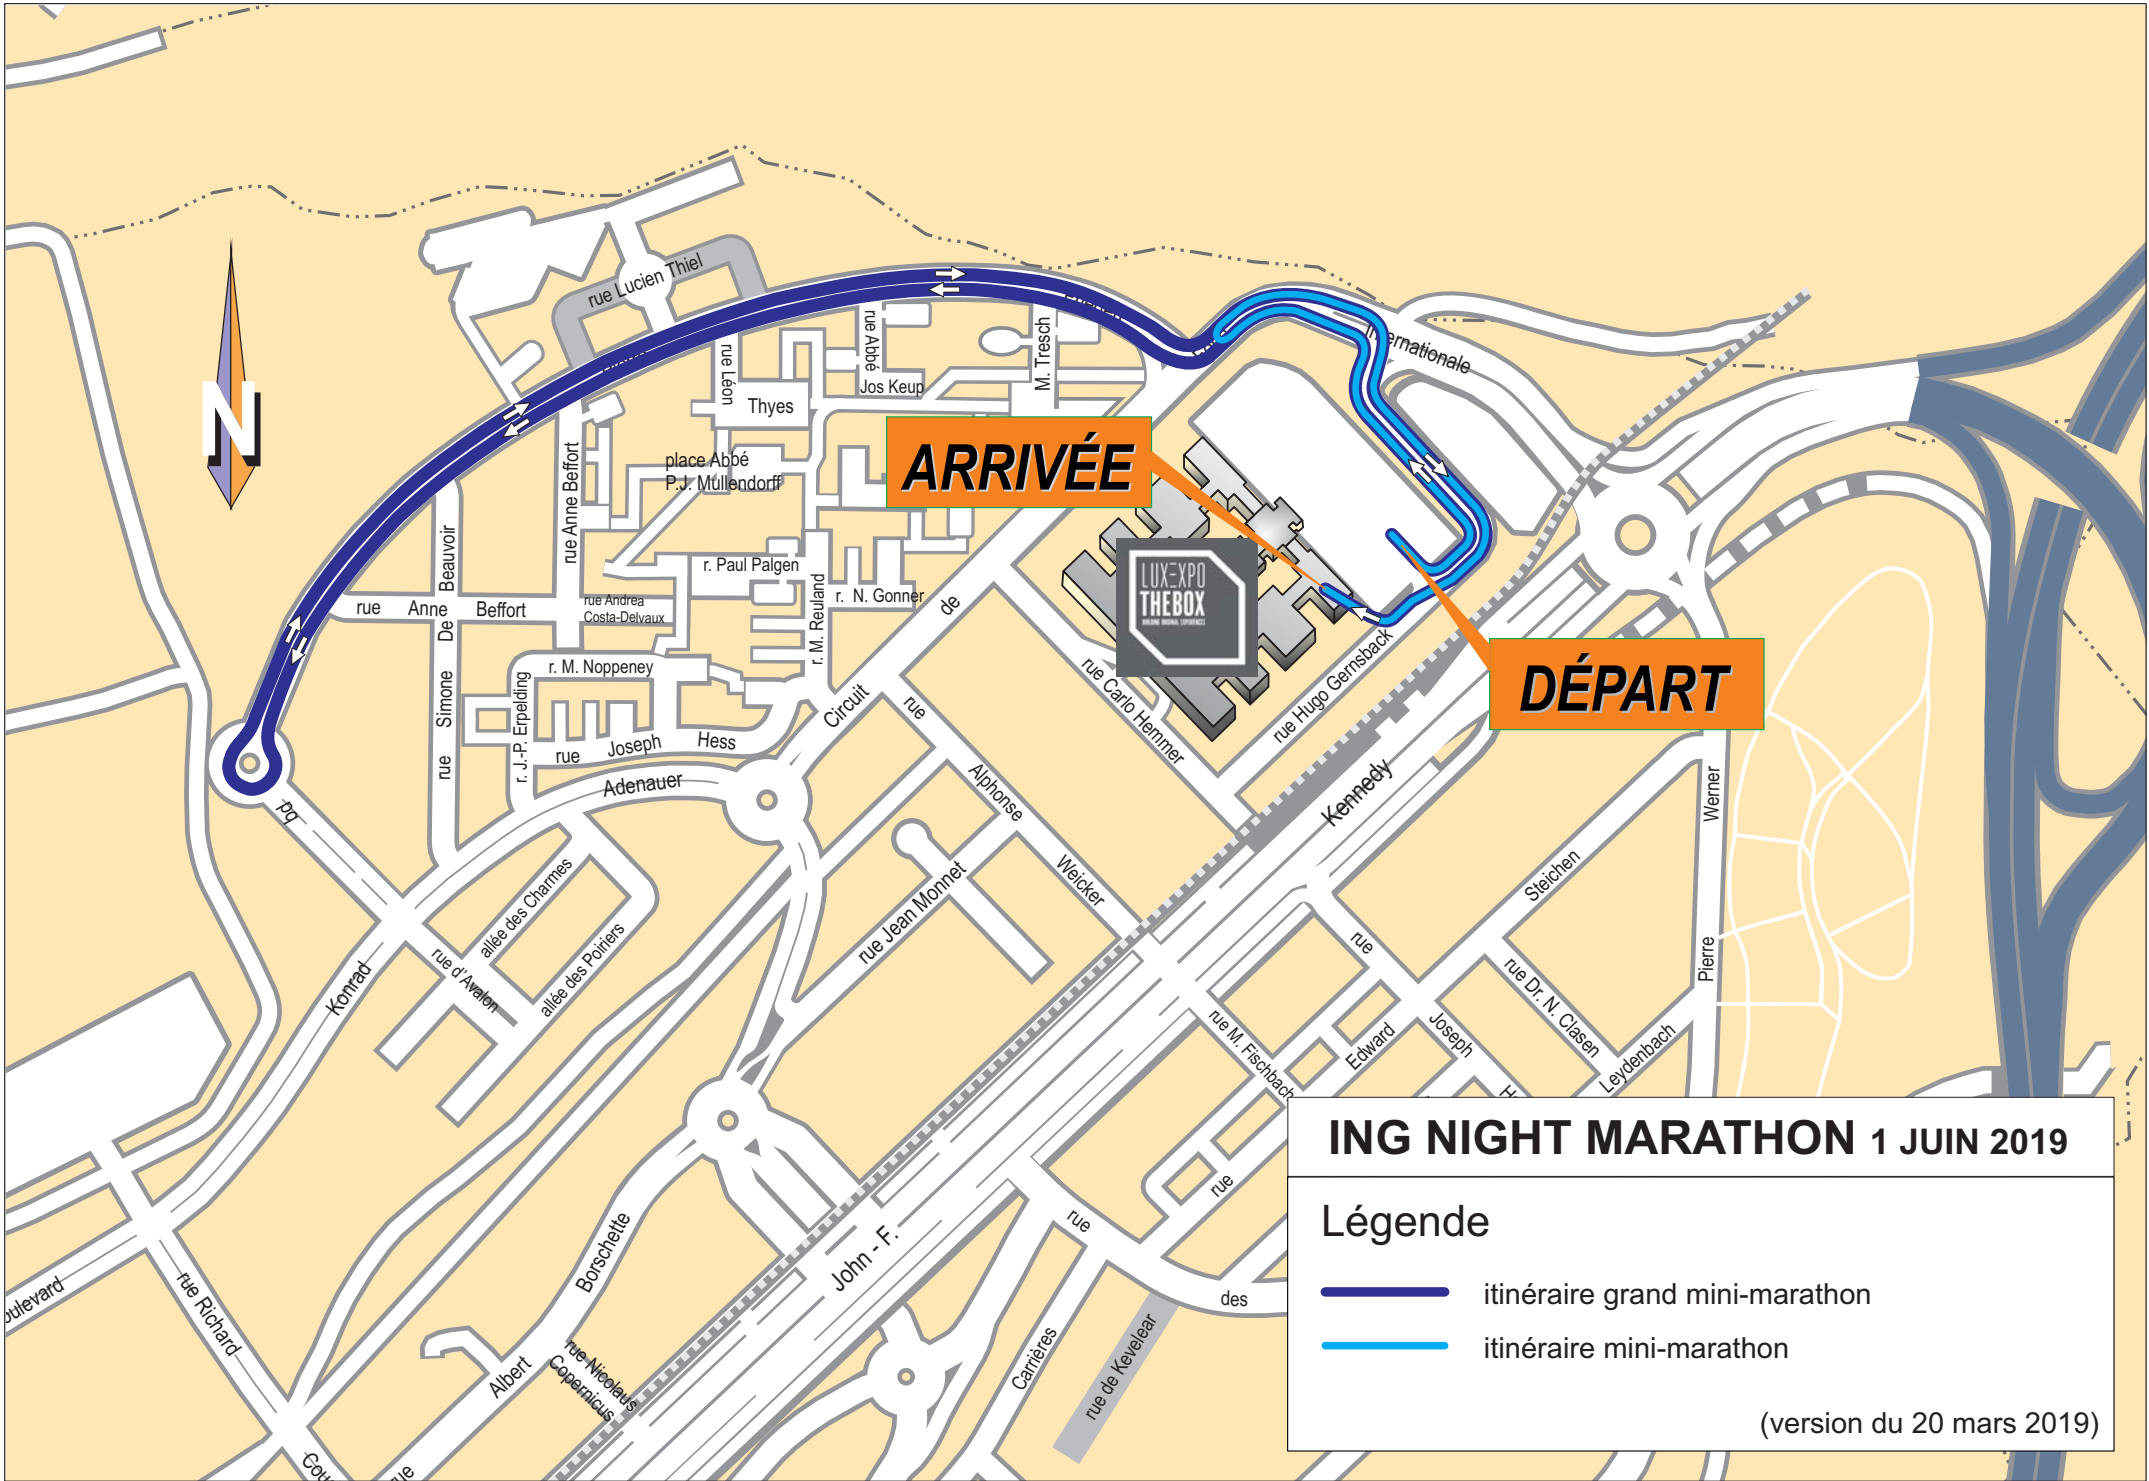 rue Lucien Thiel
rue Abbé
Jos Keup
M. Tresch
rue Léon
Thyes
Internationale
N
ARRIVÉE
place Abbé
P.J. Mullendorff
rue Anne Beffort
rue Simone De Beauvoir
rue Anne Beffort
r. Paul Palgen
rue Andrea
Costa-Delvaux
r. M. Reuland
r. N. Gonner
LUXEXPO
THEBOX
DÉPART
r. M. Noppeney
r. J.-P. Erpelding
rue Joseph Hess
Circuit de
rue Carlo Hemmer
rue Hugo Gernsback
rue Alphonse Weicker
Adenauer
Konrad
bd
allée des Charmes
allée des Poiriers
rue d'Avalon
rue Jean Monnet
Kennedy
John - F.
Steichen
Edward
rue
Werner
Pierre
rue Dr. N. Clasen
Leydenbach
rue Joseph
rue M. Fischbach
rue
des
Carrières
rue de Kevelear
Borschette
Albert
rue
rue Nicolaus
Copernicus
rue Richard
ING NIGHT MARATHON 1 JUIN 2019
Légende
itinéraire grand mini-marathon
itinéraire mini-marathon
(version du 20 mars 2019)